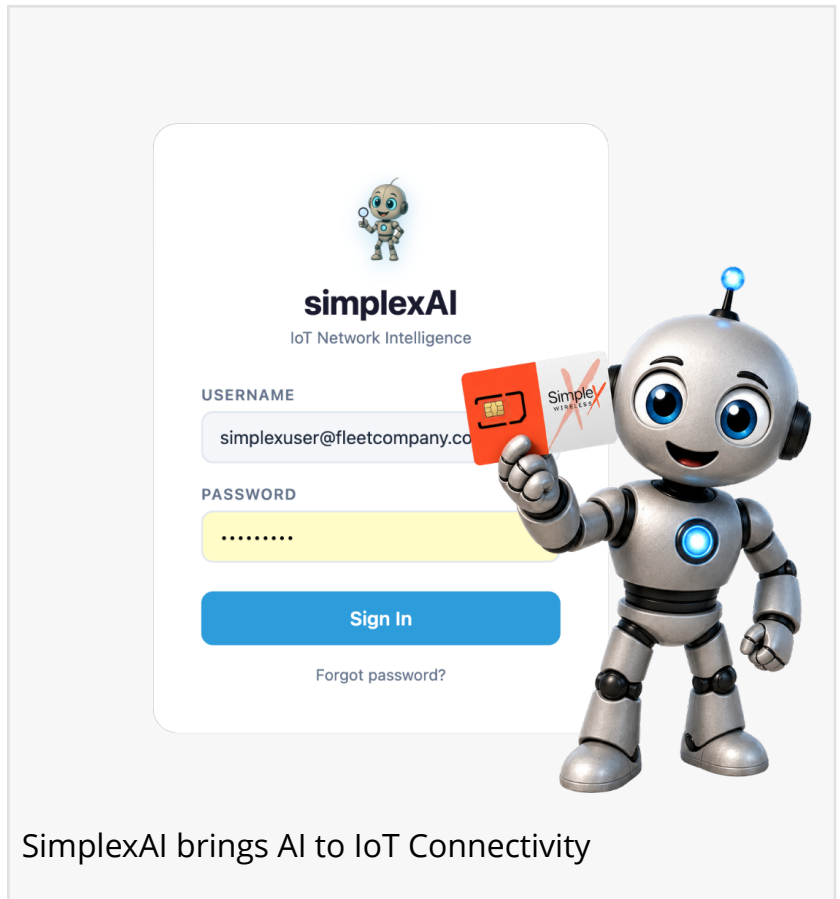 simplexAI
IoT Network Intelligence
USERNAME
simplexuser@fleetcompany.co
SimpleX
WIRELESS
PASSWORD
•••••••••
Sign In
Forgot password?
SimplexAI brings AI to IoT Connectivity